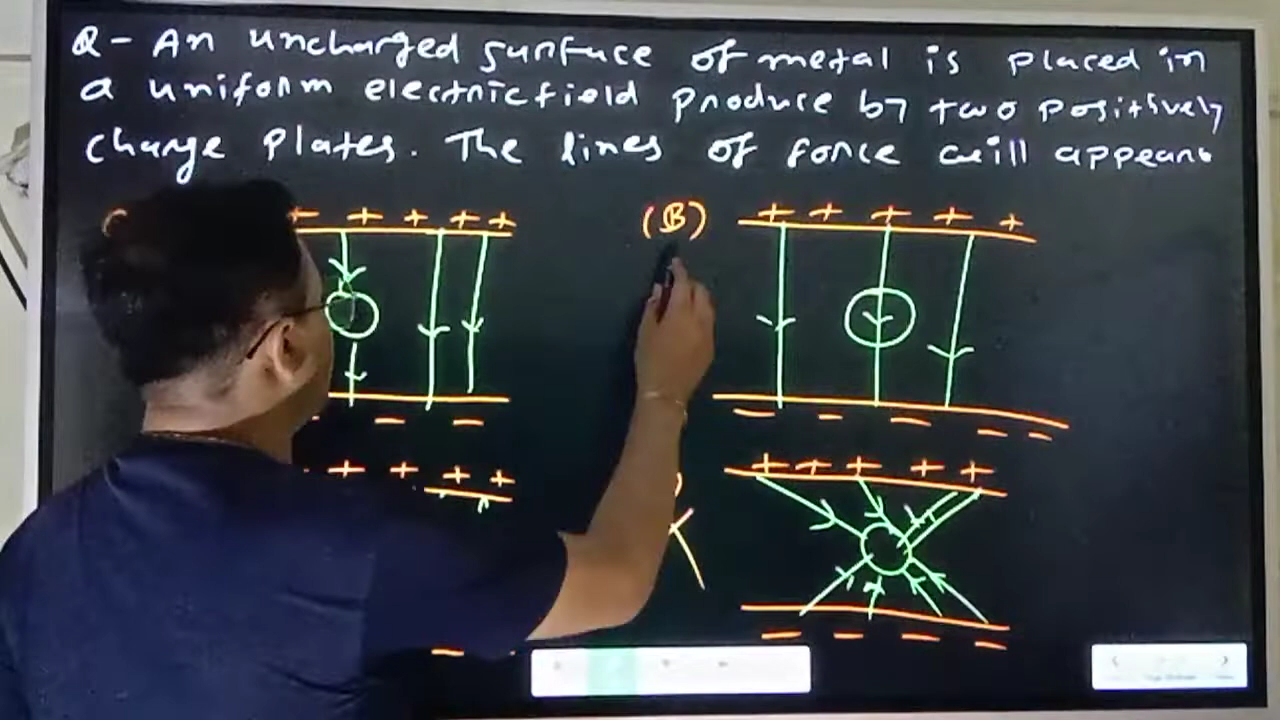 Q - An uncharged surface of metal is placed in
a uniform electric field produce by two positively
charge plates. The lines of force will appears
+ + + + +
(B) + + + + +
- -
- - - - -
+ + + +
+ + + + +
-
- - - -